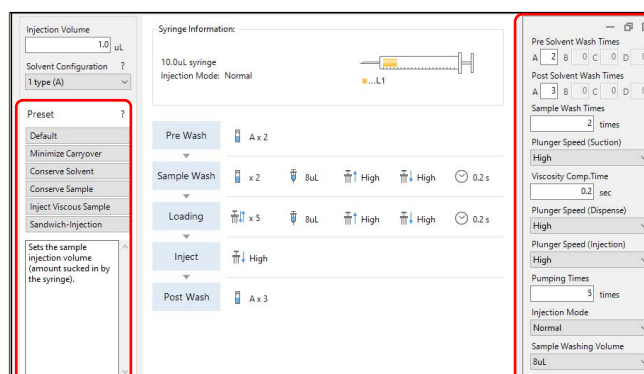 Injection Volume
1.0 uL
Solvent Configuration ?
1 type (A)
Preset ?
Default
Minimize Carryover
Conserve Solvent
Conserve Sample
Inject Viscous Sample
Sandwich-Injection
Sets the sample
injection volume
(amount sucked in by
the syringe).
Syringe Information:
10.0uL syringe
Injection Mode: Normal
...L1
Pre Wash A x 2
Sample Wash x 2 8uL High High 0.2 s
Loading x 5 8uL High High 0.2 s
Inject High
Post Wash A x 3
Pre Solvent Wash Times
A 2 B 0 C 0 D 0
Post Solvent Wash Times
A 3 B 0 C 0 D 0
Sample Wash Times
2 times
Plunger Speed (Suction)
High
Viscosity Comp.Time
0.2 sec
Plunger Speed (Dispense)
High
Plunger Speed (Injection)
High
Pumping Times
5 times
Injection Mode
Normal
Sample Washing Volume
8uL